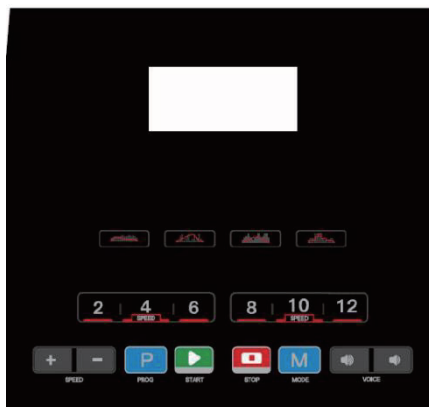 2 4 6 8 10 12
SPEED SPEED
+ − P M
SPEED PROG START STOP MODE VOICE